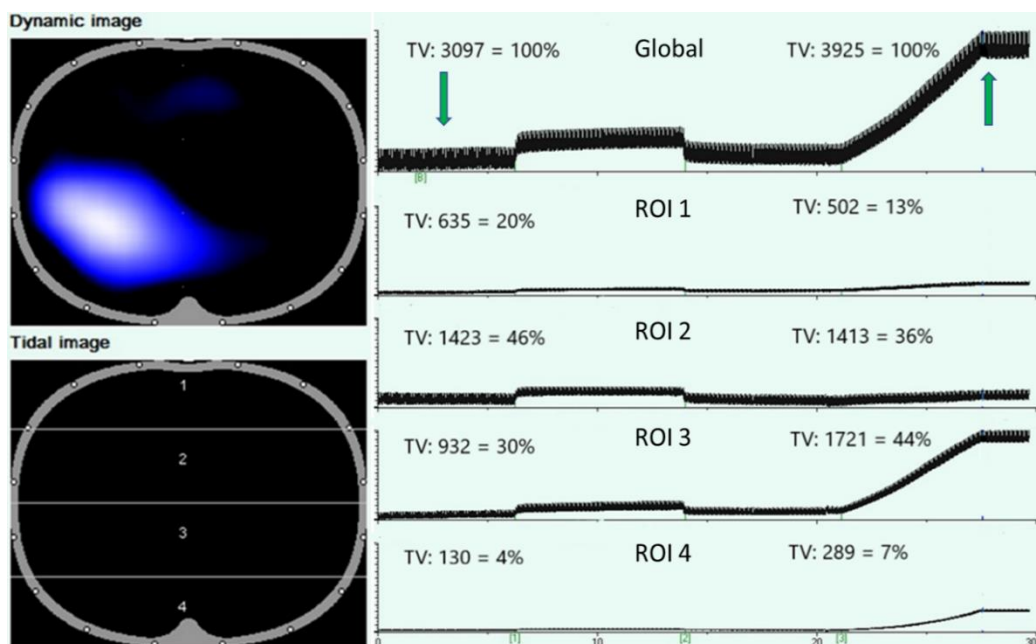 Dynamic image
TV: 3097 = 100% Global TV: 3925 = 100%
[B]
TV: 635 = 20% ROI 1 TV: 502 = 13%
TV: 1423 = 46% ROI 2 TV: 1413 = 36%
Tidal image
1
2
3
4
TV: 932 = 30% ROI 3 TV: 1721 = 44%
TV: 130 = 4% ROI 4 TV: 289 = 7%
0 [1] 10 [2] 20 [3] 30